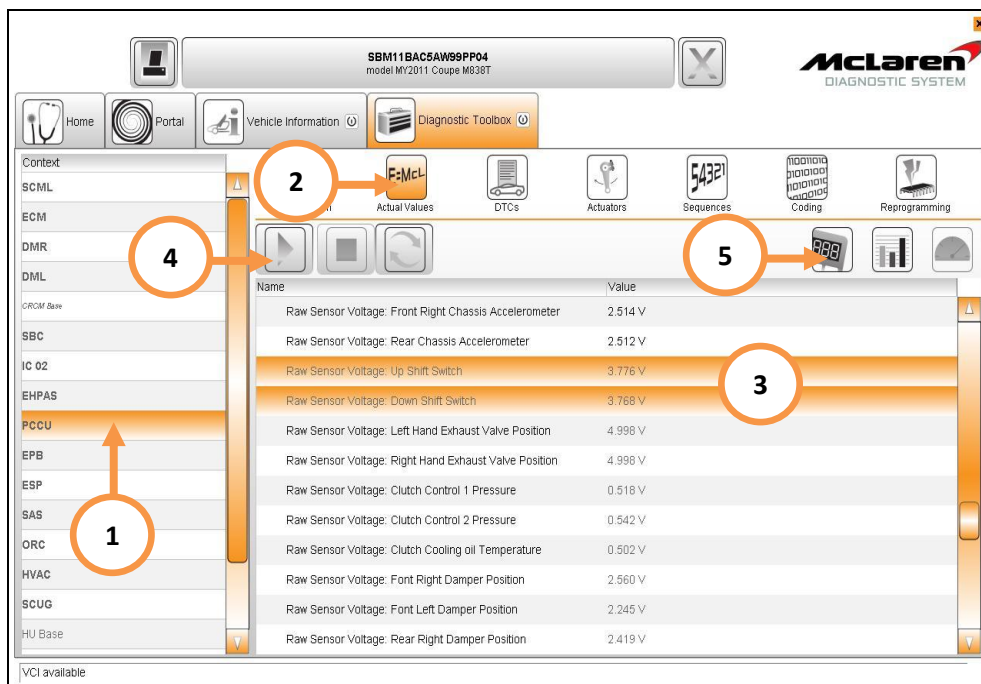 SBM11BAC5AW99PP04
model MY2011 Coupe M838T
McLaren
DIAGNOSTIC SYSTEM
Home
Portal
Vehicle Information
Diagnostic Toolbox
Context
SCML
ECM
DMR
DML
CRCM Base
SBC
IC 02
EHPAS
PCCU
EPB
ESP
SAS
ORC
HVAC
SCUG
HU Base
2
F=McL
Actual Values
DTCs
Actuators
54321
Sequences
Coding
Reprogramming
4
5
888
Name Value
Raw Sensor Voltage: Front Right Chassis Accelerometer 2.514 V
Raw Sensor Voltage: Rear Chassis Accelerometer 2.512 V
Raw Sensor Voltage: Up Shift Switch 3.776 V
Raw Sensor Voltage: Down Shift Switch 3.768 V
3
Raw Sensor Voltage: Left Hand Exhaust Valve Position 4.998 V
Raw Sensor Voltage: Right Hand Exhaust Valve Position 4.998 V
Raw Sensor Voltage: Clutch Control 1 Pressure 0.518 V
Raw Sensor Voltage: Clutch Control 2 Pressure 0.542 V
Raw Sensor Voltage: Clutch Cooling oil Temperature 0.502 V
Raw Sensor Voltage: Font Right Damper Position 2.560 V
Raw Sensor Voltage: Font Left Damper Position 2.245 V
Raw Sensor Voltage: Rear Right Damper Position 2.419 V
1
VCI available